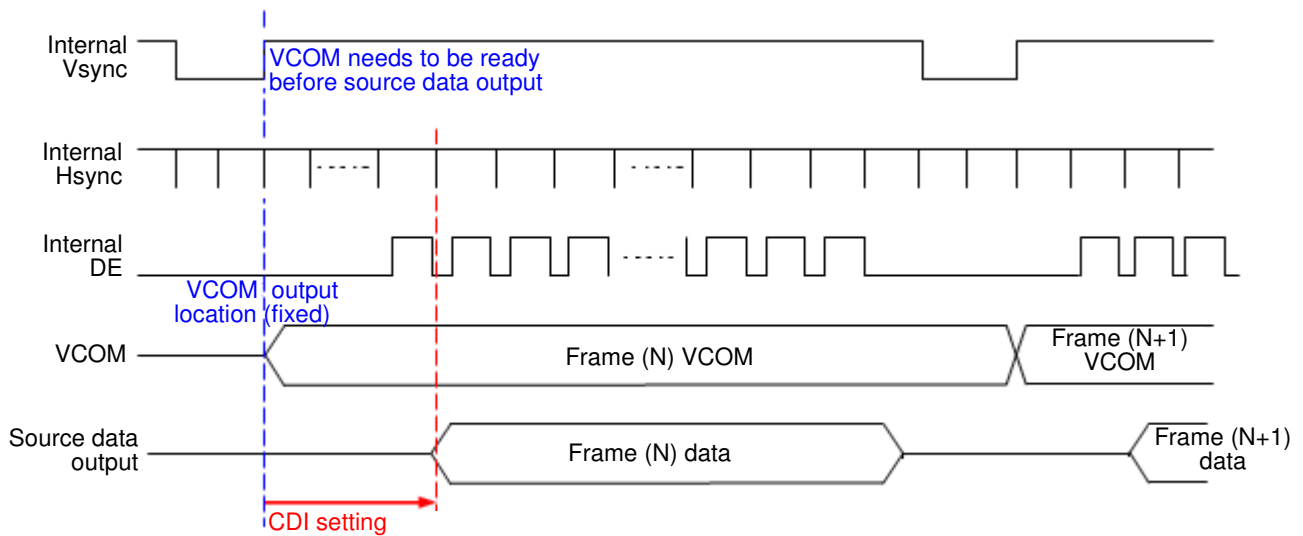 Internal
Vsync
VCOM needs to be ready
before source data output
Internal
Hsync
Internal
DE
VCOM output
location (fixed)
VCOM
Frame (N) VCOM
Frame (N+1)
VCOM
Source data
output
Frame (N) data
Frame (N+1)
data
CDI setting